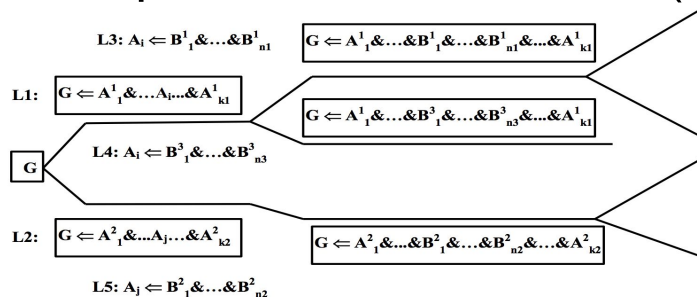 L3: Aᵢ ⇐ B¹₁&…&B¹ₙ₁
G ⇐ A¹₁&…&B¹₁&…&B¹ₙ₁&...&A¹ₖ₁
L1: G ⇐ A¹₁&…Aᵢ...&A¹ₖ₁
G ⇐ A¹₁&…&B³₁&…&B³ₙ₃&...&A¹ₖ₁
G
L4: Aᵢ ⇐ B³₁&…&B³ₙ₃
L2: G ⇐ A²₁&...Aⱼ…&A²ₖ₂
G ⇐ A²₁&...&B²₁&…&B²ₙ₂&…&A²ₖ₂
L5: Aⱼ ⇐ B²₁&…&B²ₙ₂